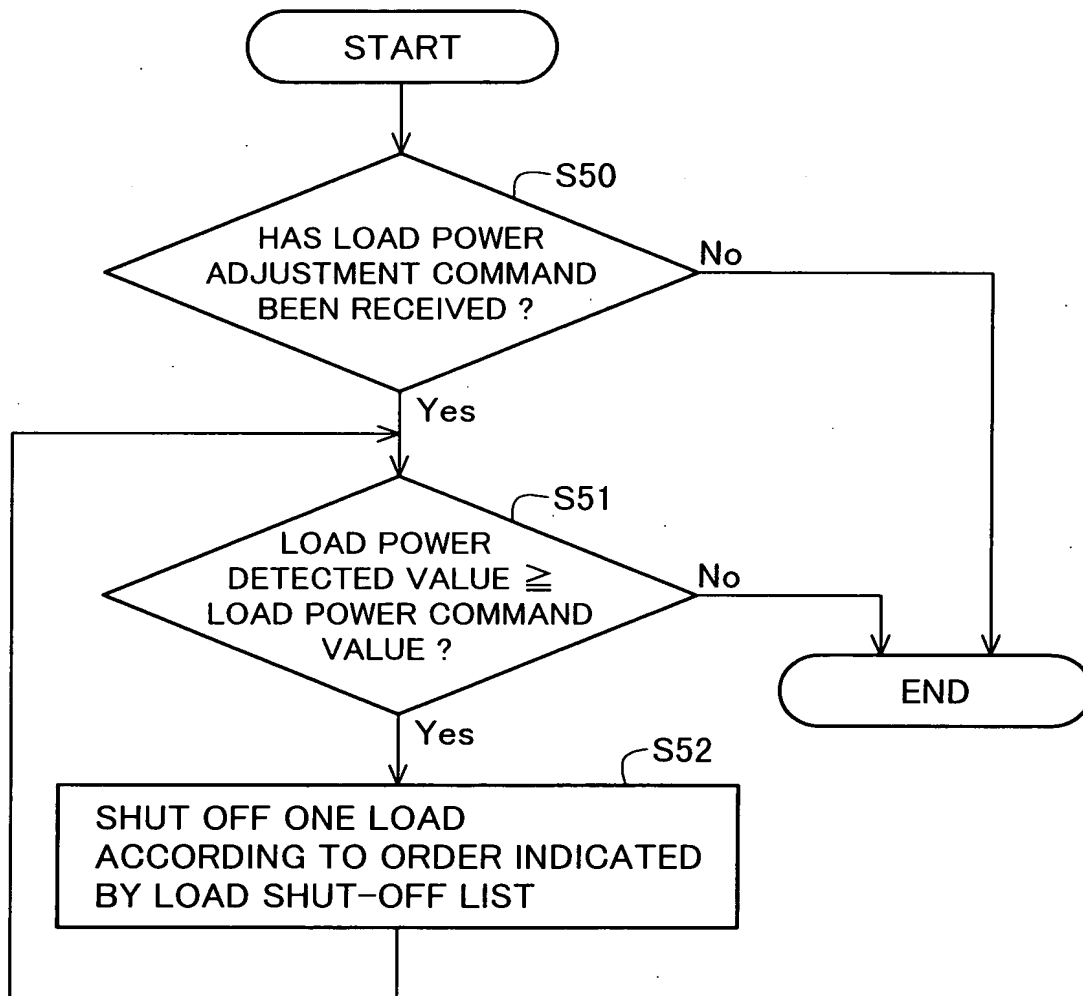 START
S50
HAS LOAD POWER
ADJUSTMENT COMMAND
BEEN RECEIVED ?
No
Yes
S51
LOAD POWER
DETECTED VALUE ≧
LOAD POWER COMMAND
VALUE ?
No
END
Yes
S52
SHUT OFF ONE LOAD
ACCORDING TO ORDER INDICATED
BY LOAD SHUT-OFF LIST